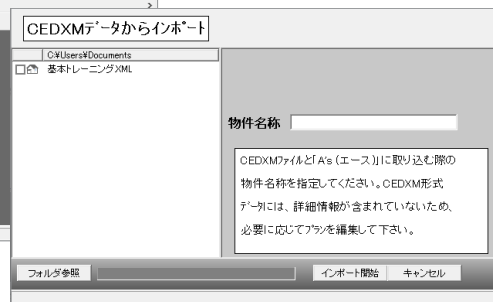 CEDXMﾃﾞｰﾀからｲﾝﾎﾟｰﾄ
C:¥Users¥Documents
基本トレーニングXML
物件名称
CEDXMﾌｧｲﾙと｢A's (エース)｣に取り込む際の
物件名称を指定してください。CEDXM形式
ﾃﾞｰﾀには、詳細情報が含まれていないため、
必要に応じてﾌﾟﾗﾝを編集して下さい。
フォルダ参照
インポート開始
キャンセル